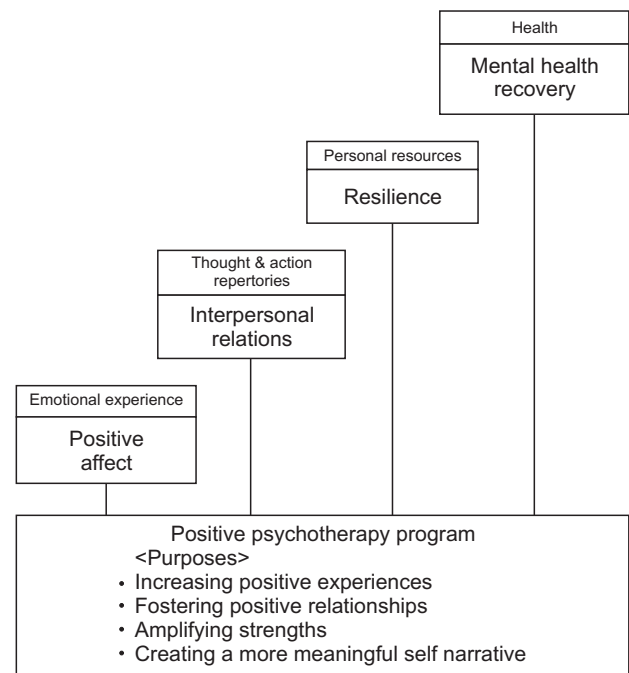 Health
Mental health
recovery
Personal resources
Resilience
Thought & action
repertories
Interpersonal
relations
Emotional experience
Positive
affect
Positive psychotherapy program
<Purposes>
• Increasing positive experiences
• Fostering positive relationships
• Amplifying strengths
• Creating a more meaningful self narrative